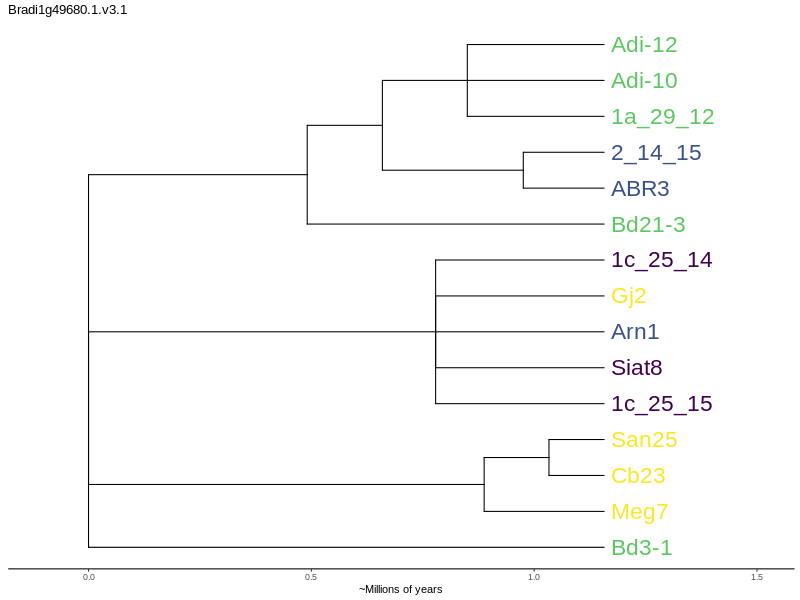 Bradi1g49680.1.v3.1
Adi-12
Adi-10
1a_29_12
2_14_15
ABR3
Bd21-3
1c_25_14
Gj2
Arn1
Siat8
1c_25_15
San25
Cb23
Meg7
Bd3-1
0.0 0.5 1.0 1.5
~Millions of years